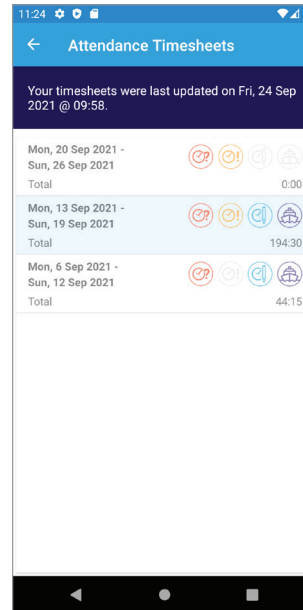 11:24
Attendance Timesheets
Your timesheets were last updated on Fri, 24 Sep
2021 @ 09:58.
Mon, 20 Sep 2021 -
Sun, 26 Sep 2021
Total 0:00
Mon, 13 Sep 2021 -
Sun, 19 Sep 2021
Total 194:30
Mon, 6 Sep 2021 -
Sun, 12 Sep 2021
Total 44:15